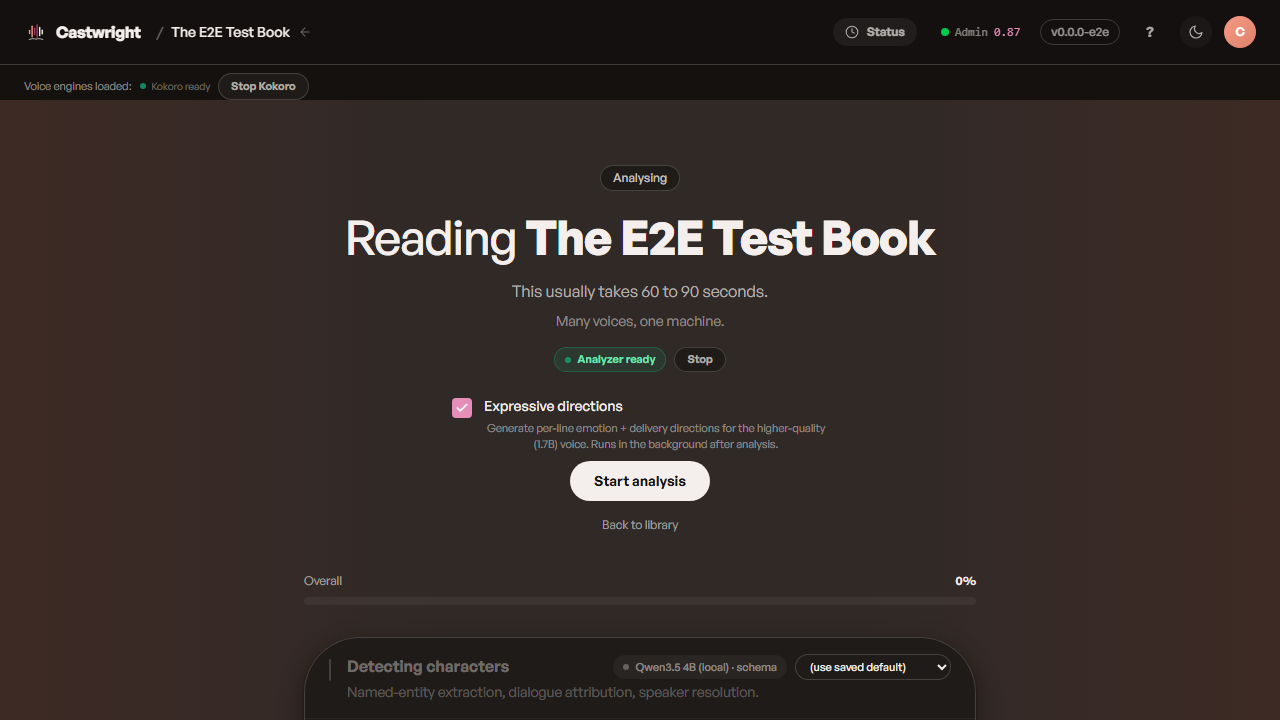 Castwright / The E2E Test Book ←
Status
Admin 0.87
v0.0.0-e2e
?
C
Voice engines loaded: Kokoro ready Stop Kokoro
Analysing
Reading The E2E Test Book
This usually takes 60 to 90 seconds.
Many voices, one machine.
Analyzer ready Stop
Expressive directions
Generate per-line emotion + delivery directions for the higher-quality
(1.7B) voice. Runs in the background after analysis.
Start analysis
Back to library
Overall 0%
Detecting characters Qwen3.5 4B (local) · schema (use saved default)
Named-entity extraction, dialogue attribution, speaker resolution.